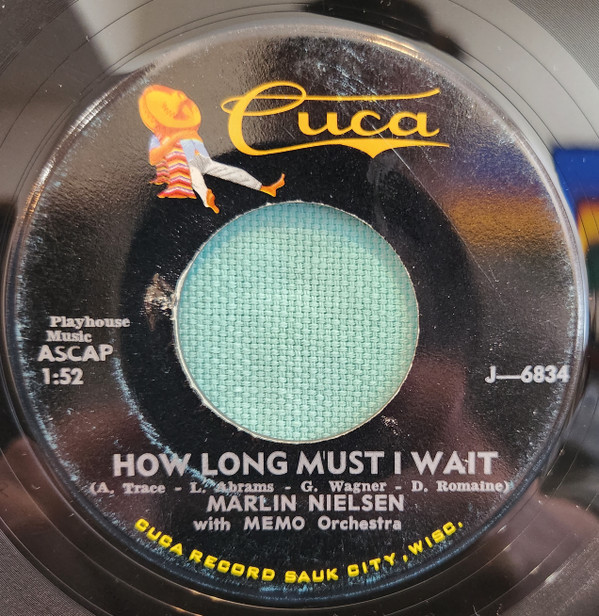 Cuca
Playhouse
Music
ASCAP
1:52
J—6834
HOW LONG MUST I WAIT
(A. Trace - L. Abrams - G. Wagner - D. Romaine)
MARLIN NIELSEN
with MEMO Orchestra
CUCA RECORD SAUK CITY, WISC.